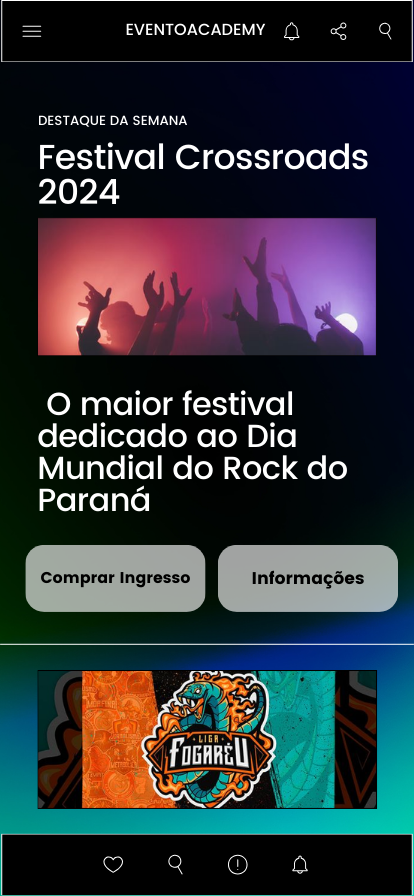 EVENTOACADEMY
DESTAQUE DA SEMANA
Festival Crossroads
2024
O maior festival
dedicado ao Dia
Mundial do Rock do
Paraná
Comprar Ingresso
Informações
LIGA
FOGARÉU